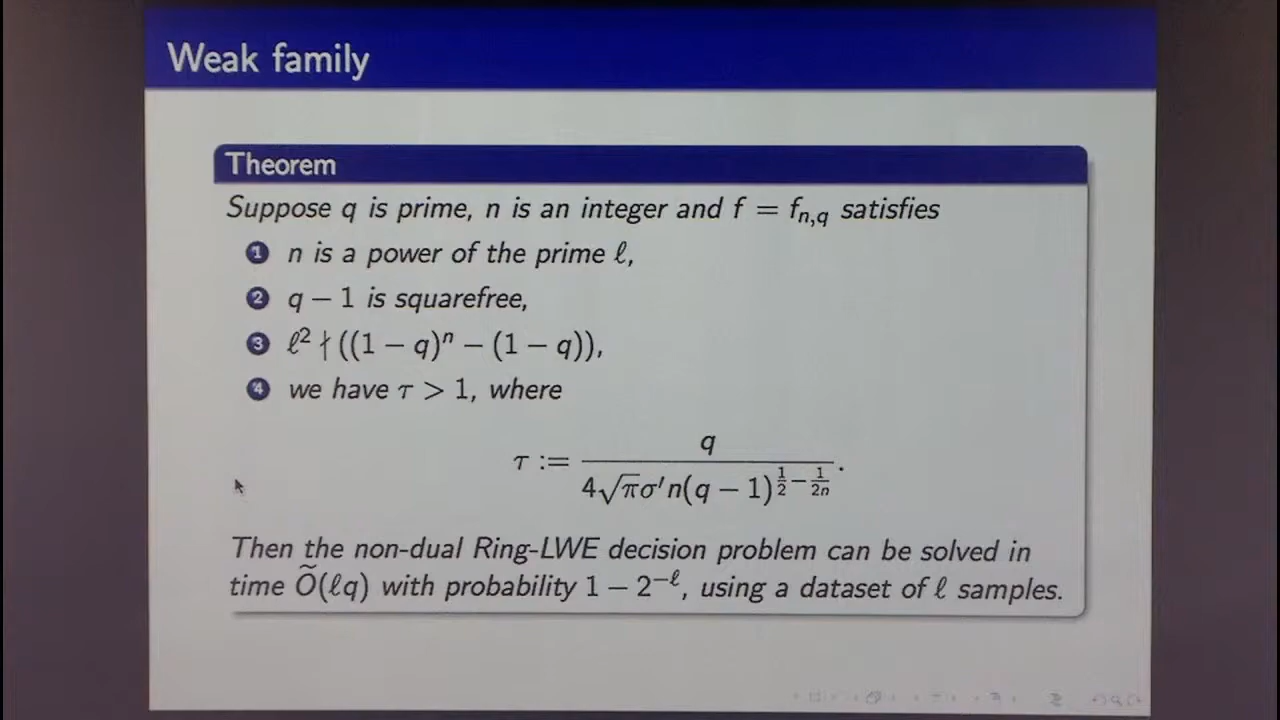 Weak family
Theorem
Suppose q is prime, n is an integer and f = fₙ,q satisfies
1 n is a power of the prime ℓ,
2 q − 1 is squarefree,
3 ℓ² ∤ ((1 − q)ⁿ − (1 − q)),
4 we have τ > 1, where
τ := q / (4√πσ′n(q − 1)^(1/2 − 1/2n)).
Then the non-dual Ring-LWE decision problem can be solved in
time Õ(ℓq) with probability 1 − 2^−ℓ, using a dataset of ℓ samples.